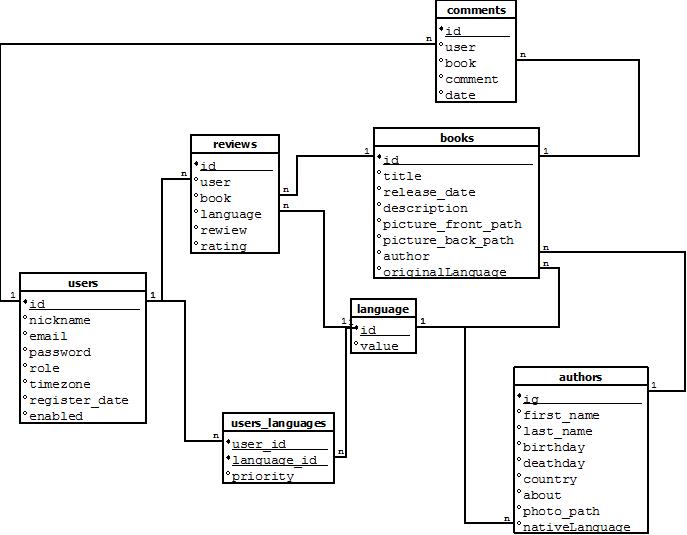 comments
id
user
book
comment
date
n
n
reviews
id
user
book
language
rewiew
rating
n
n
n
books
id
title
release_date
description
picture_front_path
picture_back_path
author
originalLanguage
1
1
n
n
users
id
nickname
email
password
role
timezone
register_date
enabled
1
1
language
id
value
1
1
1
users_languages
user_id
language_id
priority
n
n
authors
ig
first_name
last_name
birthday
deathday
country
about
photo_path
nativeLanguage
1
n